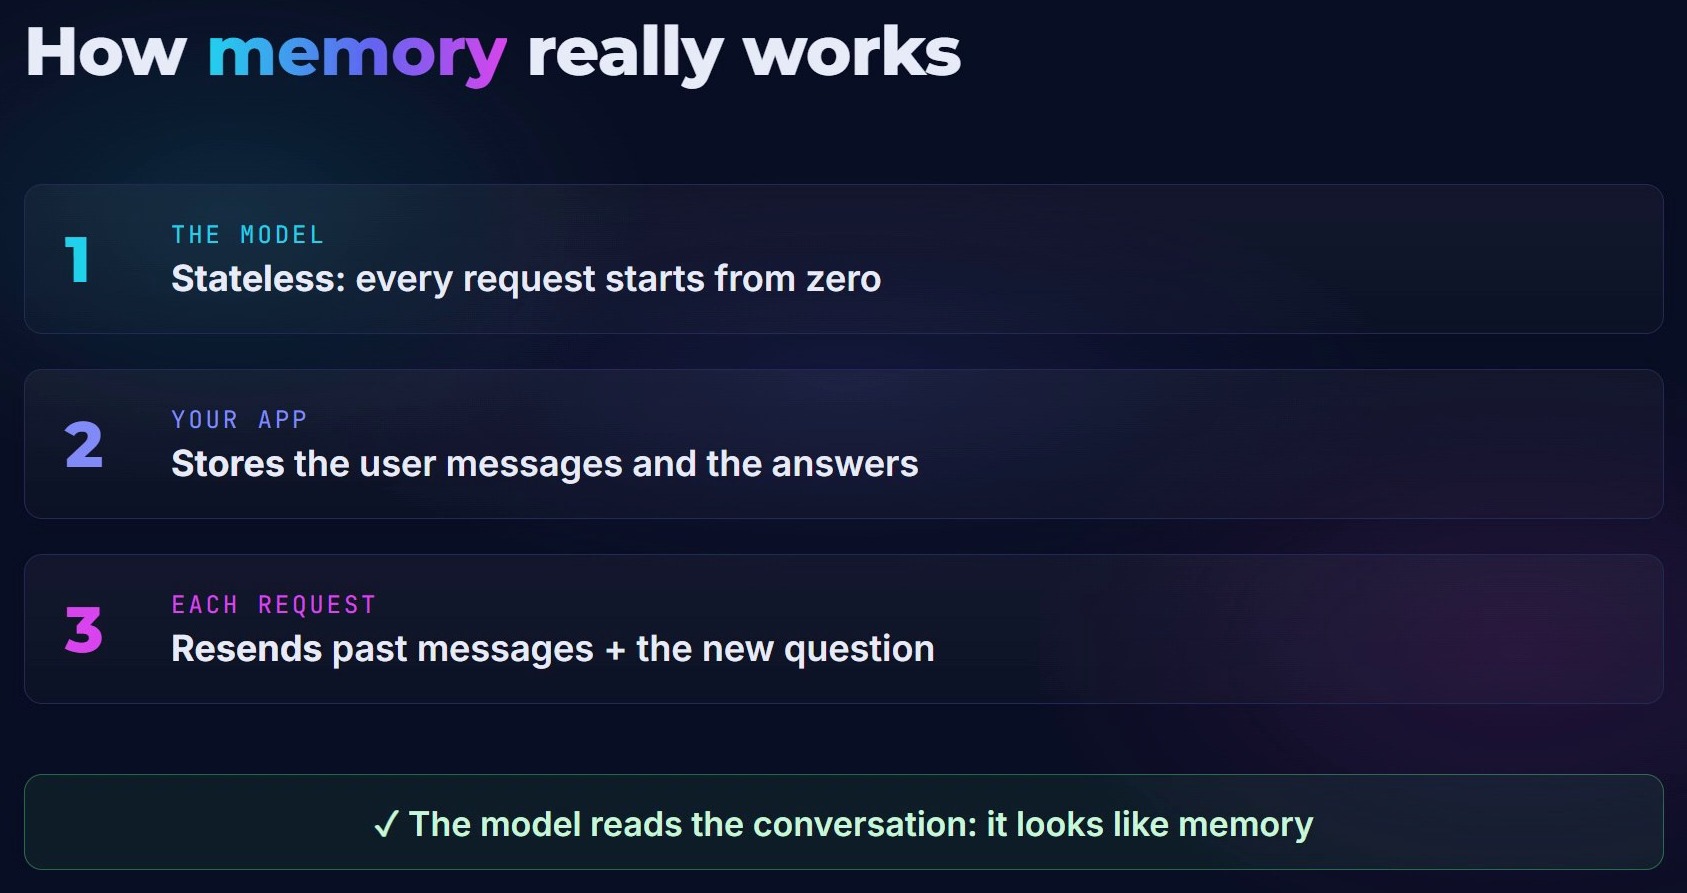 How memory really works
1
THE MODEL
Stateless: every request starts from zero
2
YOUR APP
Stores the user messages and the answers
3
EACH REQUEST
Resends past messages + the new question
✓ The model reads the conversation: it looks like memory